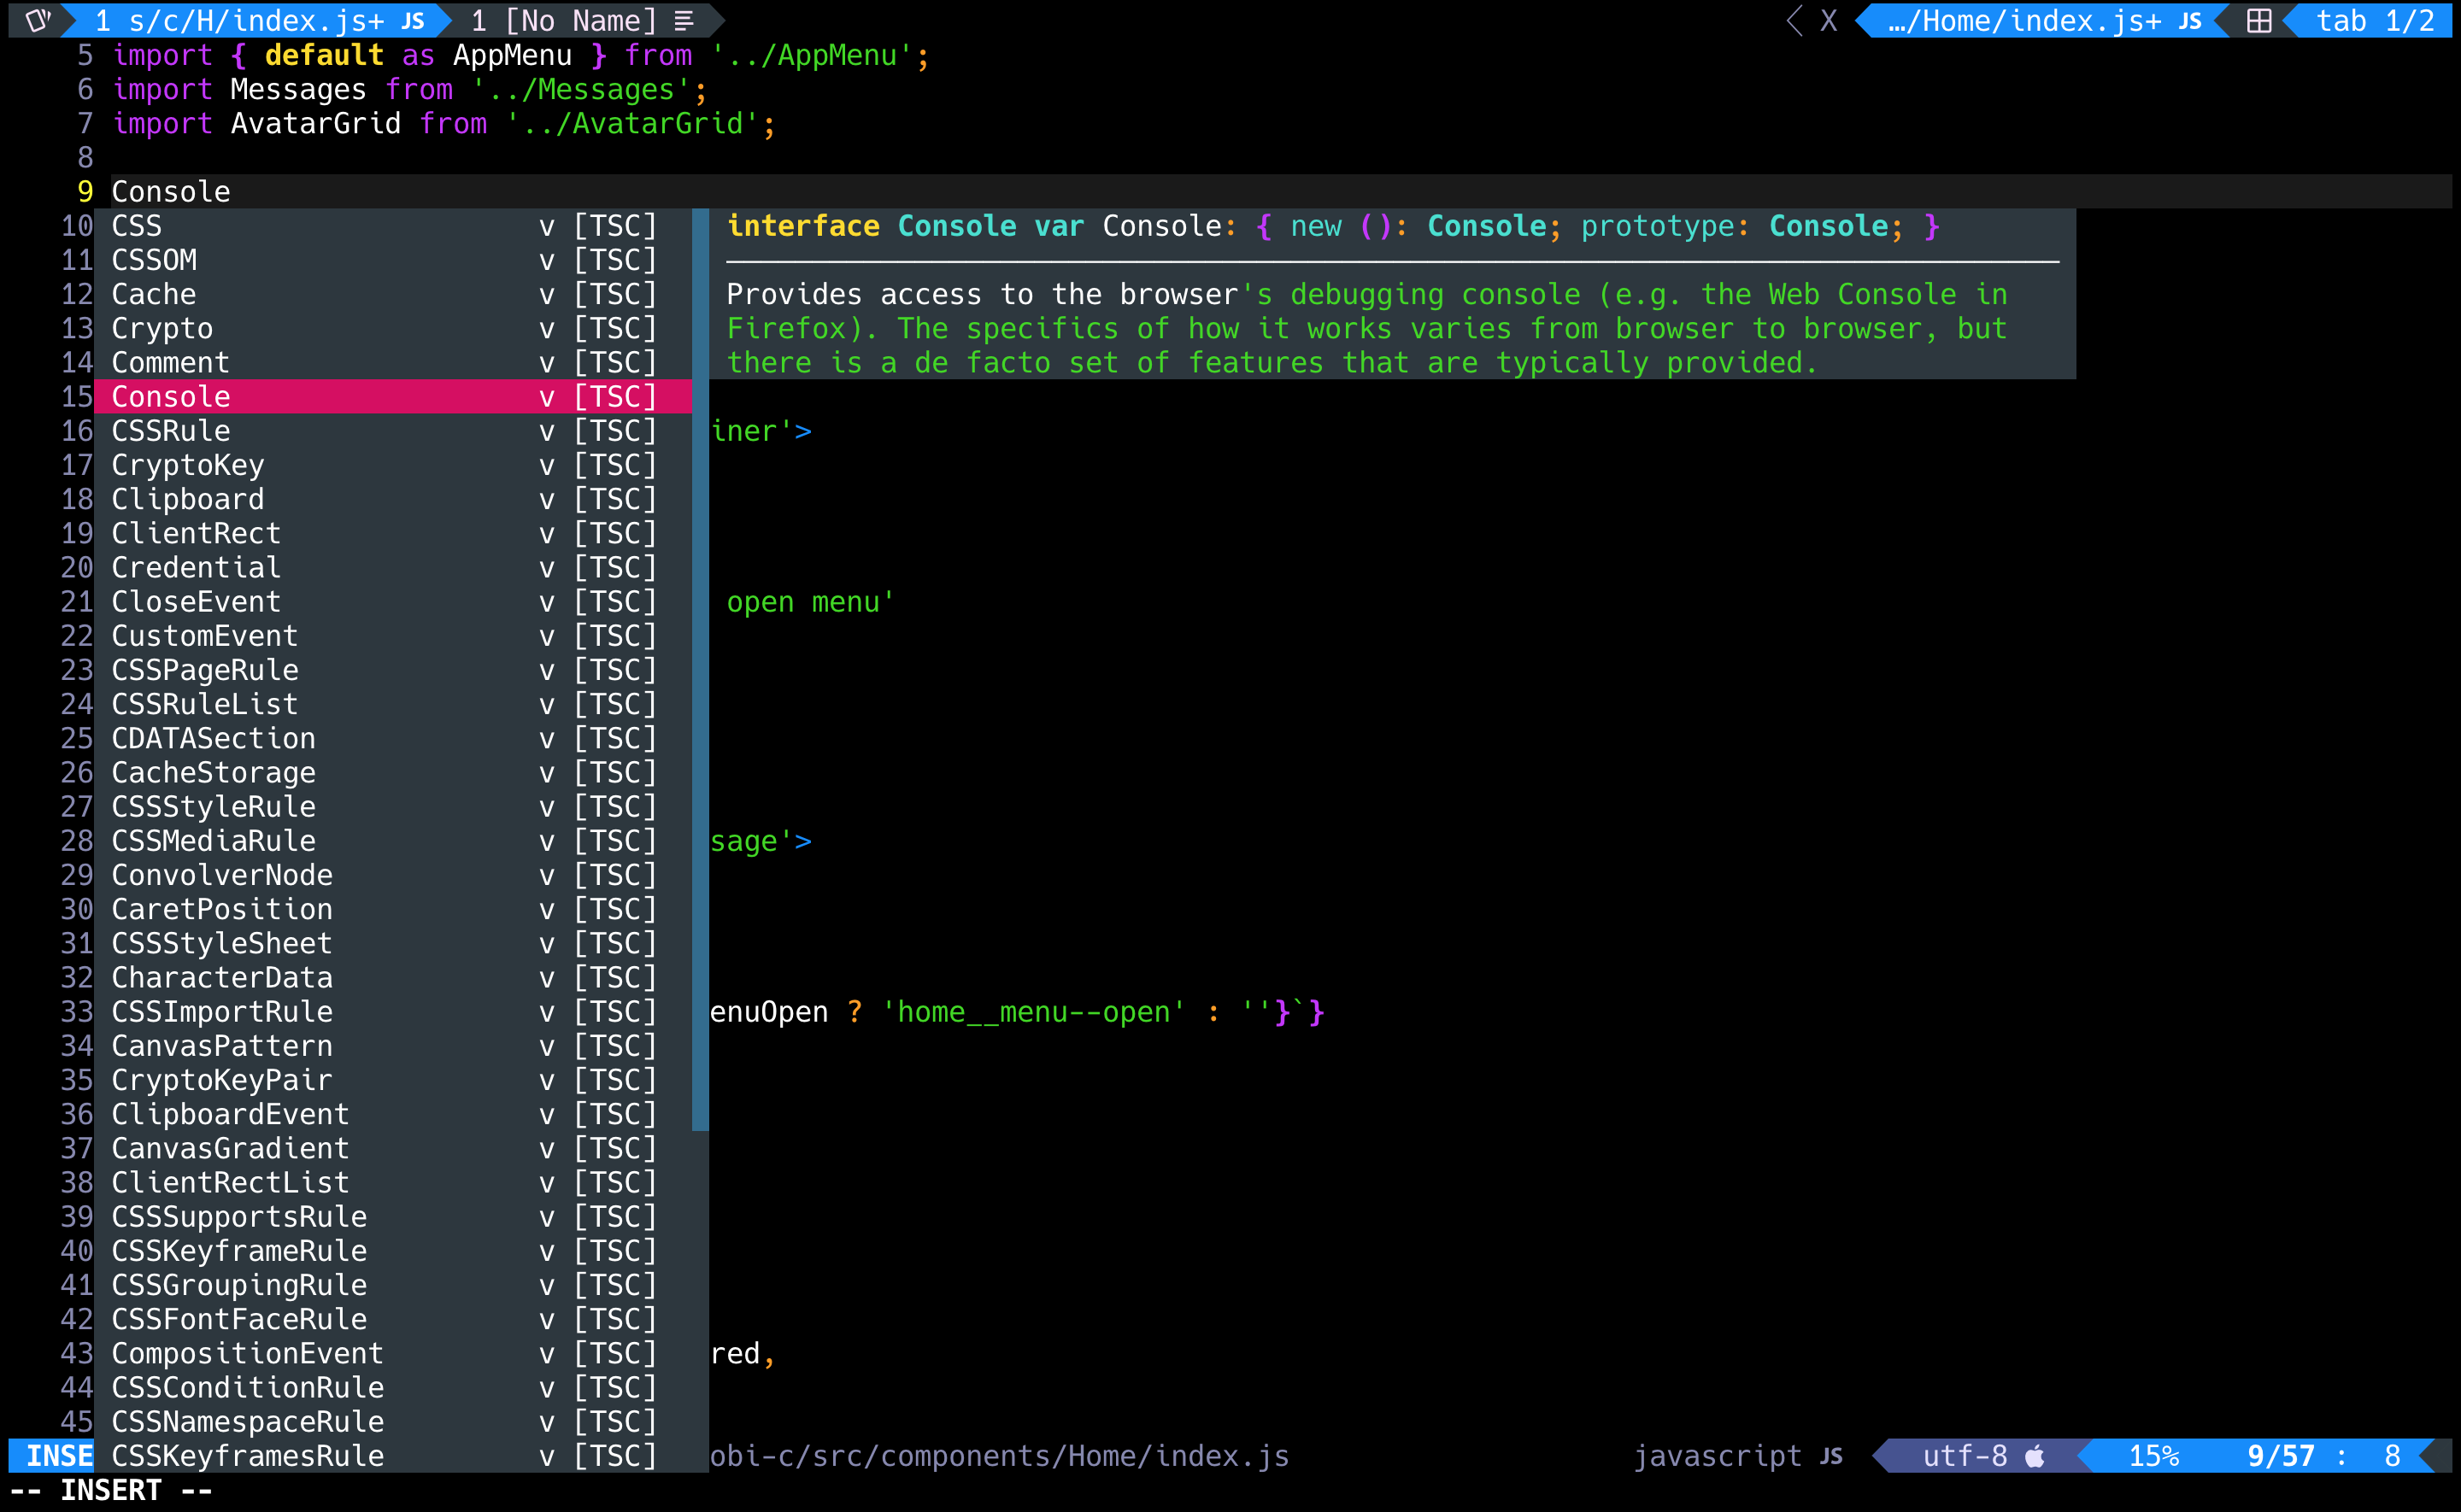 1 s/c/H/index.js+ JS 1 [No Name] X …/Home/index.js+ JS tab 1/2
5 import { default as AppMenu } from '../AppMenu';
6 import Messages from '../Messages';
7 import AvatarGrid from '../AvatarGrid';
8
9 Console
10 CSS v [TSC] interface Console var Console: { new (): Console; prototype: Console; }
11 CSSOM v [TSC]
12 Cache v [TSC] Provides access to the browser's debugging console (e.g. the Web Console in
13 Crypto v [TSC] Firefox). The specifics of how it works varies from browser to browser, but
14 Comment v [TSC] there is a de facto set of features that are typically provided.
15 Console v [TSC]
16 CSSRule v [TSC] iner'>
17 CryptoKey v [TSC]
18 Clipboard v [TSC]
19 ClientRect v [TSC]
20 Credential v [TSC]
21 CloseEvent v [TSC] open menu'
22 CustomEvent v [TSC]
23 CSSPageRule v [TSC]
24 CSSRuleList v [TSC]
25 CDATASection v [TSC]
26 CacheStorage v [TSC]
27 CSSStyleRule v [TSC]
28 CSSMediaRule v [TSC] sage'>
29 ConvolverNode v [TSC]
30 CaretPosition v [TSC]
31 CSSStyleSheet v [TSC]
32 CharacterData v [TSC]
33 CSSImportRule v [TSC] enuOpen ? 'home__menu--open' : ''}`}
34 CanvasPattern v [TSC]
35 CryptoKeyPair v [TSC]
36 ClipboardEvent v [TSC]
37 CanvasGradient v [TSC]
38 ClientRectList v [TSC]
39 CSSSupportsRule v [TSC]
40 CSSKeyframeRule v [TSC]
41 CSSGroupingRule v [TSC]
42 CSSFontFaceRule v [TSC]
43 CompositionEvent v [TSC] red,
44 CSSConditionRule v [TSC]
45 CSSNamespaceRule v [TSC]
INSE CSSKeyframesRule v [TSC] obi-c/src/components/Home/index.js javascript JS utf-8 15% 9/57 : 8
-- INSERT --